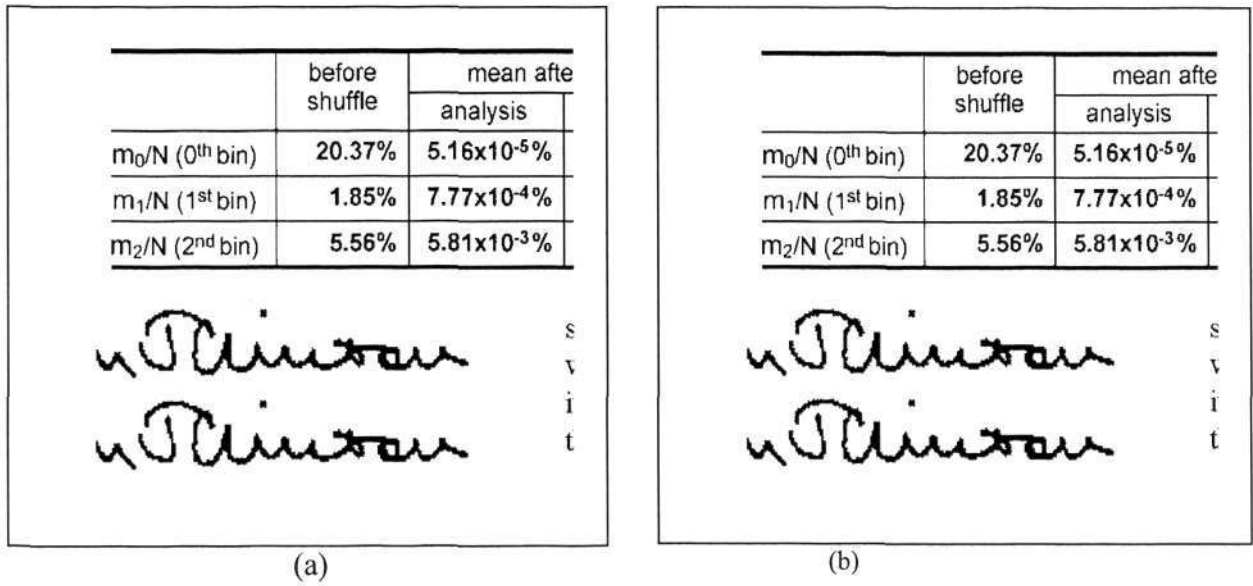 before mean afte
shuffle analysis
m₀/N (0ᵗʰ bin) 20.37% 5.16x10⁻⁵%
m₁/N (1ˢᵗ bin) 1.85% 7.77x10⁻⁴%
m₂/N (2ⁿᵈ bin) 5.56% 5.81x10⁻³%
s
v
i
t
(a)
before mean afte
shuffle analysis
m₀/N (0ᵗʰ bin) 20.37% 5.16x10⁻⁵%
m₁/N (1ˢᵗ bin) 1.85% 7.77x10⁻⁴%
m₂/N (2ⁿᵈ bin) 5.56% 5.81x10⁻³%
s
v
i
t
(b)